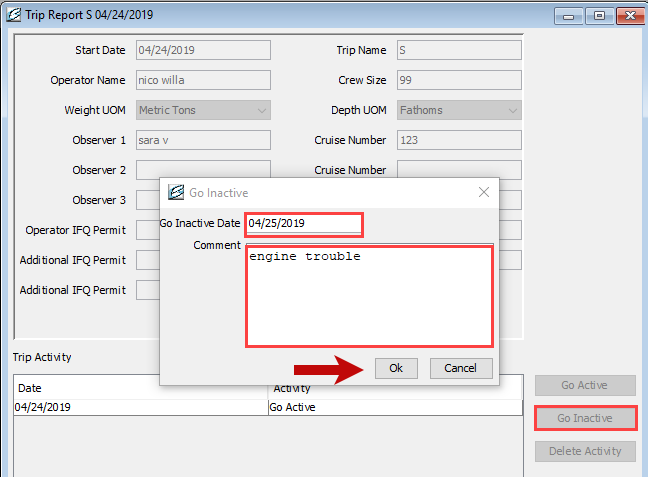 Trip Report S 04/24/2019
Start Date 04/24/2019 Trip Name S
Operator Name nico willa Crew Size 99
Weight UOM Metric Tons Depth UOM Fathoms
Observer 1 sara v Cruise Number 123
Observer 2 Cruise Number
Observer 3
Operator IFQ Permit
Additional IFQ Permit
Additional IFQ Permit
Go Inactive
Go Inactive Date 04/25/2019
Comment
engine trouble
Ok Cancel
Trip Activity
Date Activity
04/24/2019 Go Active
Go Active
Go Inactive
Delete Activity